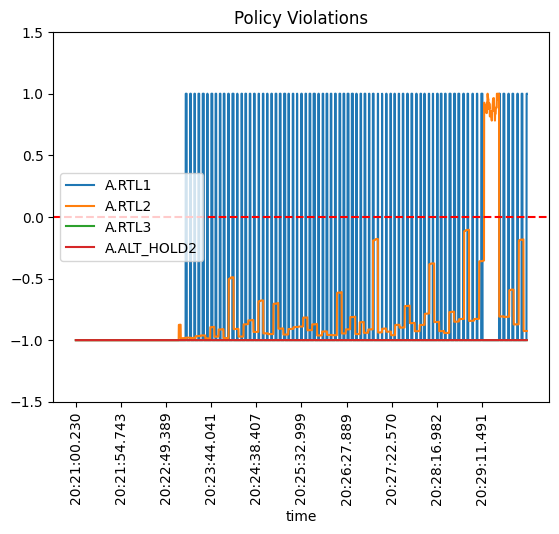 Policy Violations
1.5
1.0
0.5
0.0
−0.5
−1.0
−1.5
A.RTL1
A.RTL2
A.RTL3
A.ALT_HOLD2
20:21:00.230
20:21:54.743
20:22:49.389
20:23:44.041
20:24:38.407
20:25:32.999
20:26:27.889
20:27:22.570
20:28:16.982
20:29:11.491
time